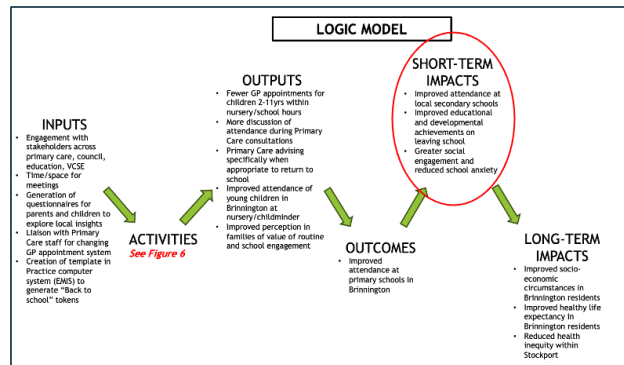 LOGIC MODEL
INPUTS
• Engagement with
stakeholders across
primary care, council,
education, VCSE
• Time/space for
meetings
• Generation of
questionnaires for
parents and children to
explore local insights
• Liaison with Primary
Care staff for changing
GP appointment system
• Creation of template in
Practice computer
system (EMIS) to
generate "Back to
school" tokens
ACTIVITIES
See Figure 6
OUTPUTS
• Fewer GP appointments for
children 2-11yrs within
nursery/school hours
• More discussion of
attendance during Primary
Care consultations
• Primary Care advising
specifically when
appropriate to return to
school
• Improved attendance of
young children in
Brinnington at
nursery/childminder
• Improved perception in
families of value of routine
and school engagement
OUTCOMES
• Improved
attendance at
primary schools in
Brinnington
SHORT-TERM
IMPACTS
• Improved attendance at
local secondary schools
• Improved educational
and developmental
achievements on
leaving school
• Greater social
engagement and
reduced school anxiety
LONG-TERM
IMPACTS
• Improved socio-
economic
circumstances in
Brinnington residents
• Improved healthy life
expectancy in
Brinnington residents
• Reduced health
inequity within
Stockport